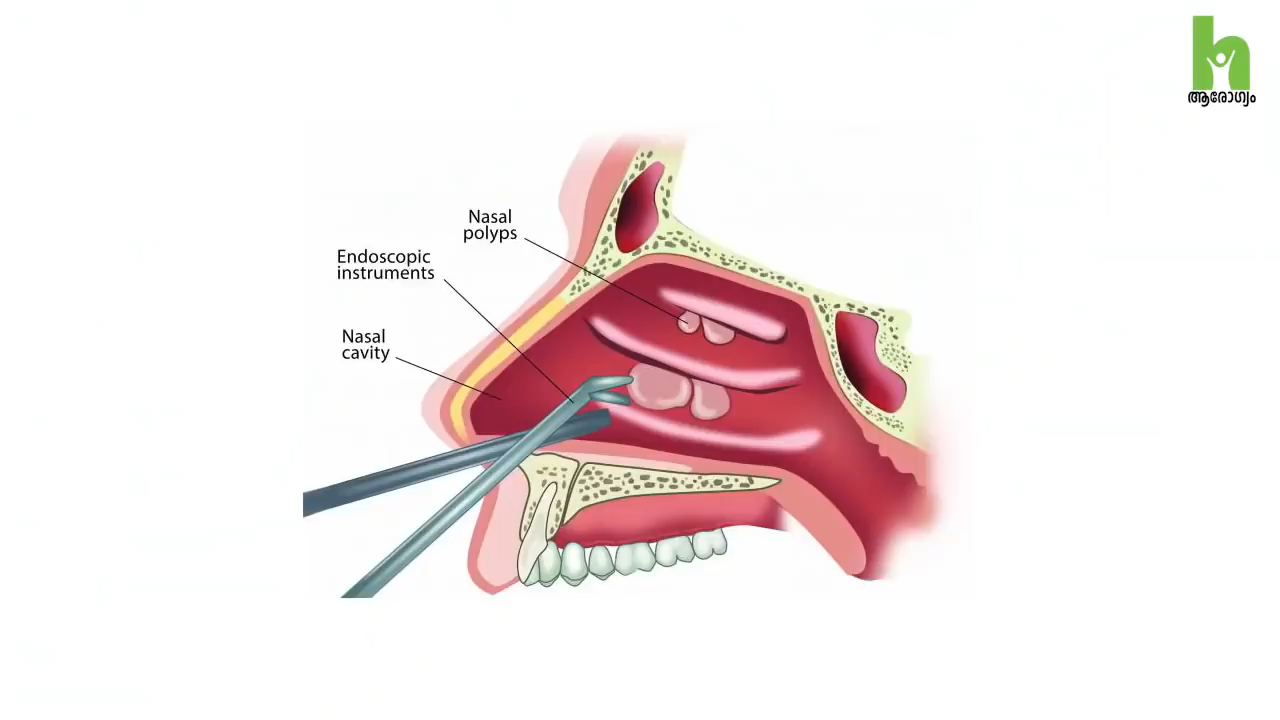 ആരോഗ്യം
Nasal
polyps
Endoscopic
instruments
Nasal
cavity